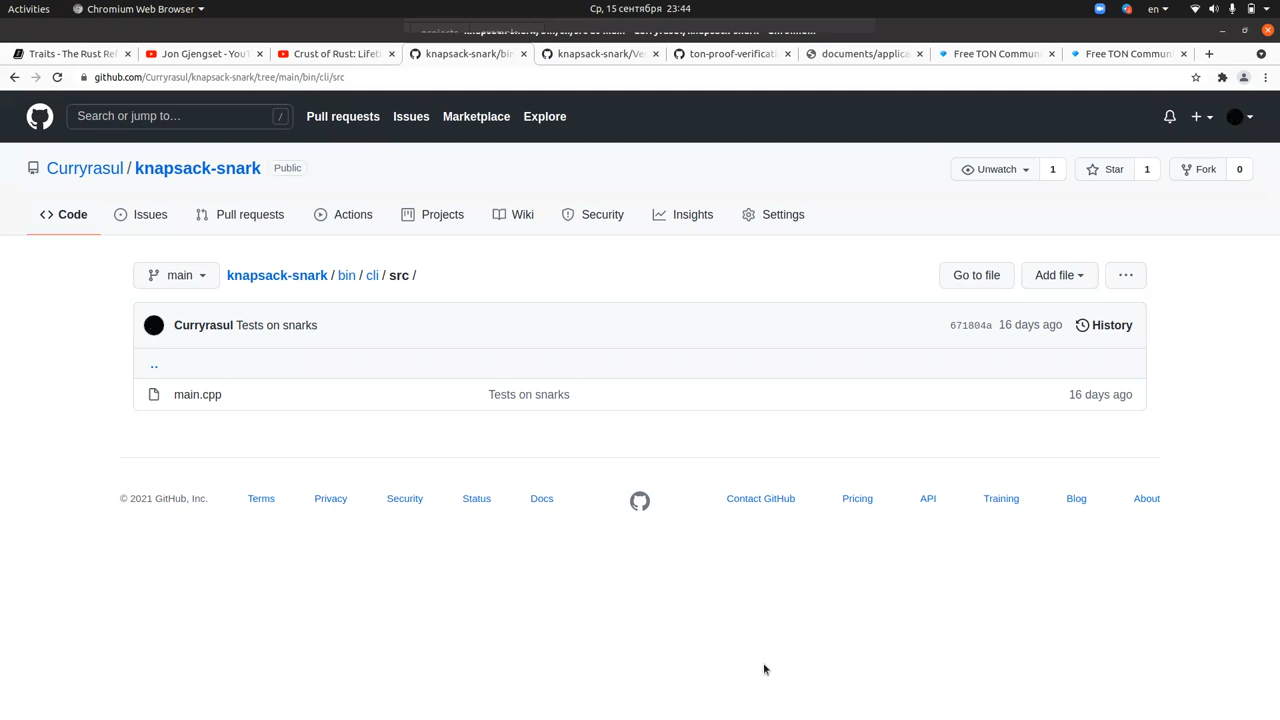 Activities Chromium Web Browser Ср, 15 сентября 23:44 en
Traits - The Rust Ref Jon Gjengset - YouT Crust of Rust: Lifeti knapsack-snark/bin knapsack-snark/Ve ton-proof-verificati documents/applica Free TON Commun Free TON Commun
github.com/Curryrasul/knapsack-snark/tree/main/bin/cli/src
Search or jump to… / Pull requests Issues Marketplace Explore
Curryrasul / knapsack-snark Public Unwatch 1 Star 1 Fork 0
Code Issues Pull requests Actions Projects Wiki Security Insights Settings
main knapsack-snark / bin / cli / src / Go to file Add file ···
Curryrasul Tests on snarks 671804a 16 days ago History
..
main.cpp Tests on snarks 16 days ago
© 2021 GitHub, Inc. Terms Privacy Security Status Docs Contact GitHub Pricing API Training Blog About